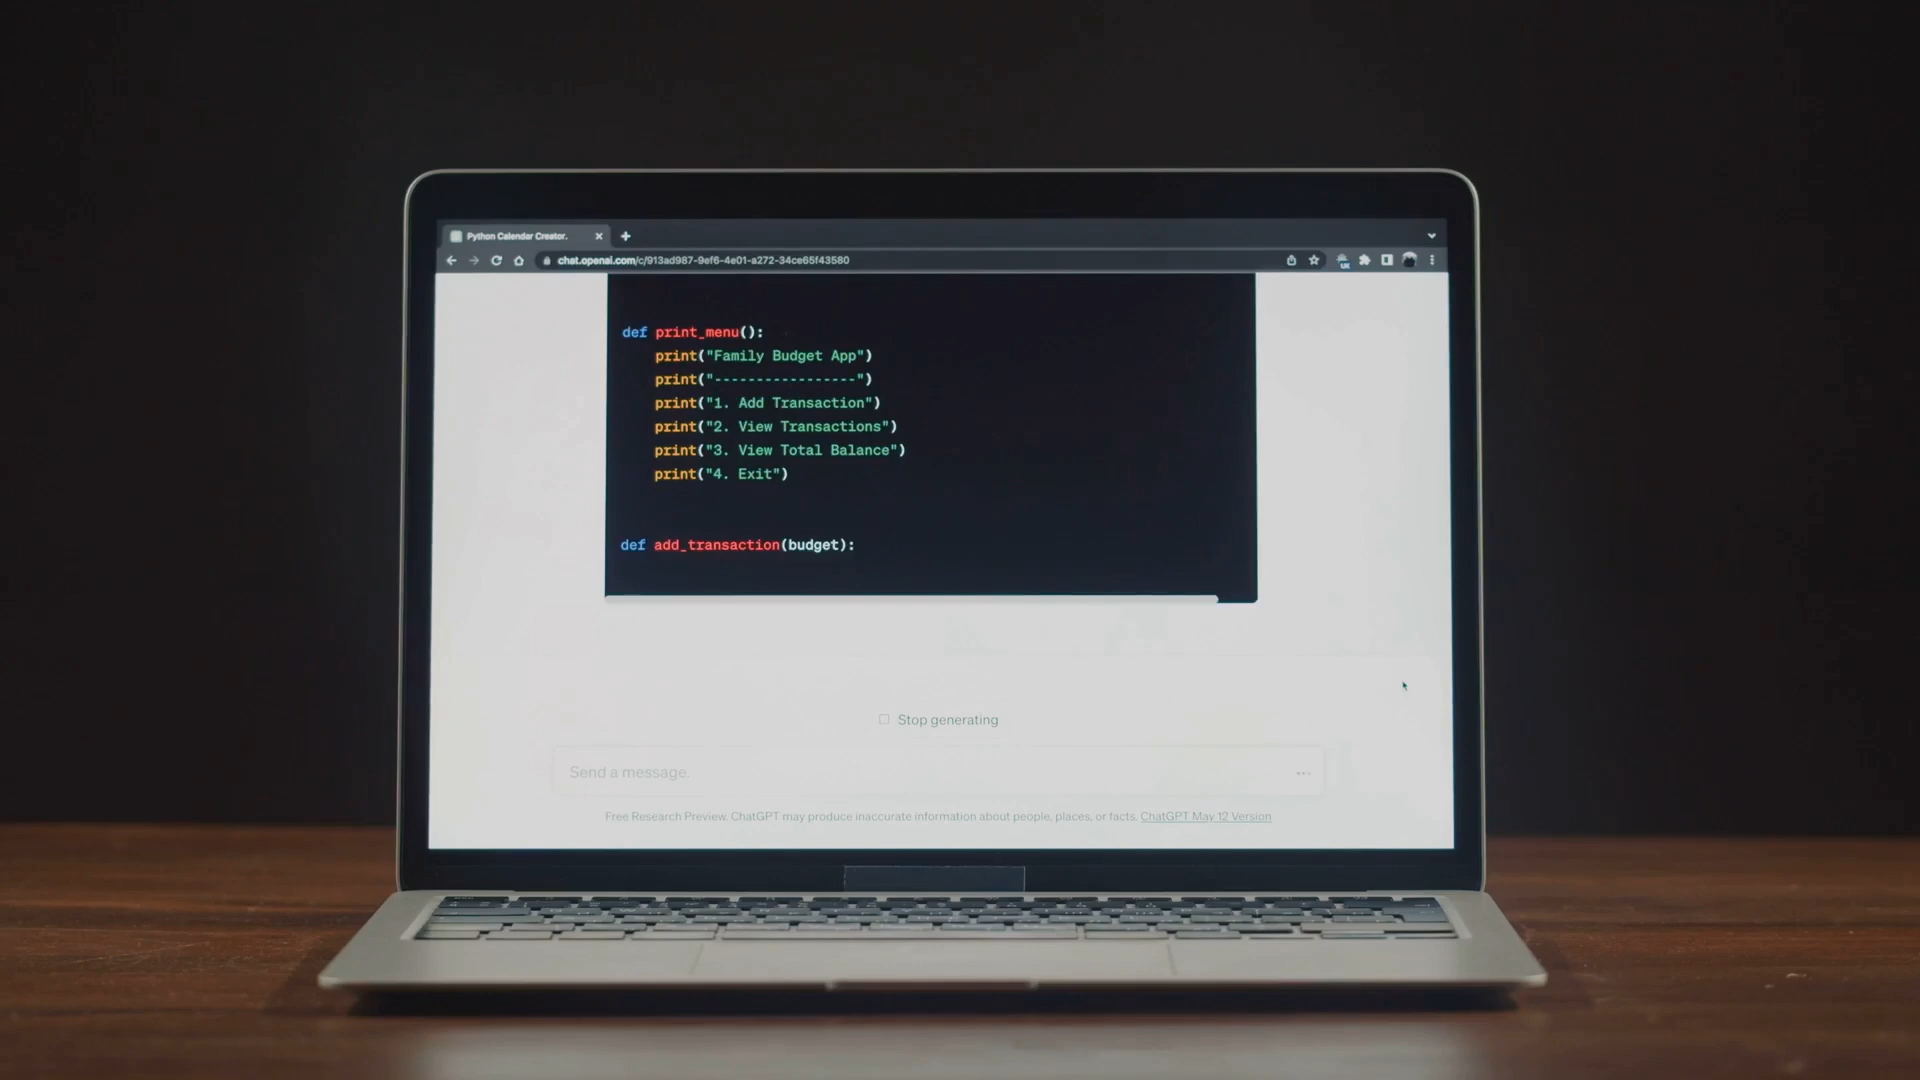 Python Calendar Creator.
chat.openai.com/c/913ad987-9ef6-4e01-a272-34ce65f43580
def print_menu():
print("Family Budget App")
print("-----------------")
print("1. Add Transaction")
print("2. View Transactions")
print("3. View Total Balance")
print("4. Exit")
def add_transaction(budget):
Stop generating
Send a message.
Free Research Preview. ChatGPT may produce inaccurate information about people, places, or facts. ChatGPT May 12 Version